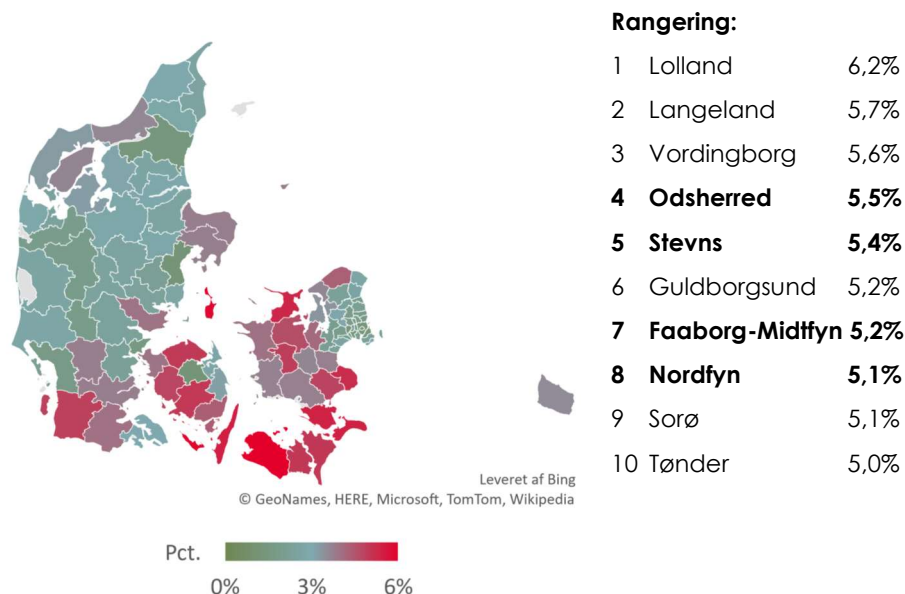 Rangering:
1 Lolland 6,2%
2 Langeland 5,7%
3 Vordingborg 5,6%
4 Odsherred 5,5%
5 Stevns 5,4%
6 Guldborgsund 5,2%
7 Faaborg-Midtfyn 5,2%
8 Nordfyn 5,1%
9 Sorø 5,1%
10 Tønder 5,0%
Leveret af Bing
© GeoNames, HERE, Microsoft, TomTom, Wikipedia
Pct.
0% 3% 6%